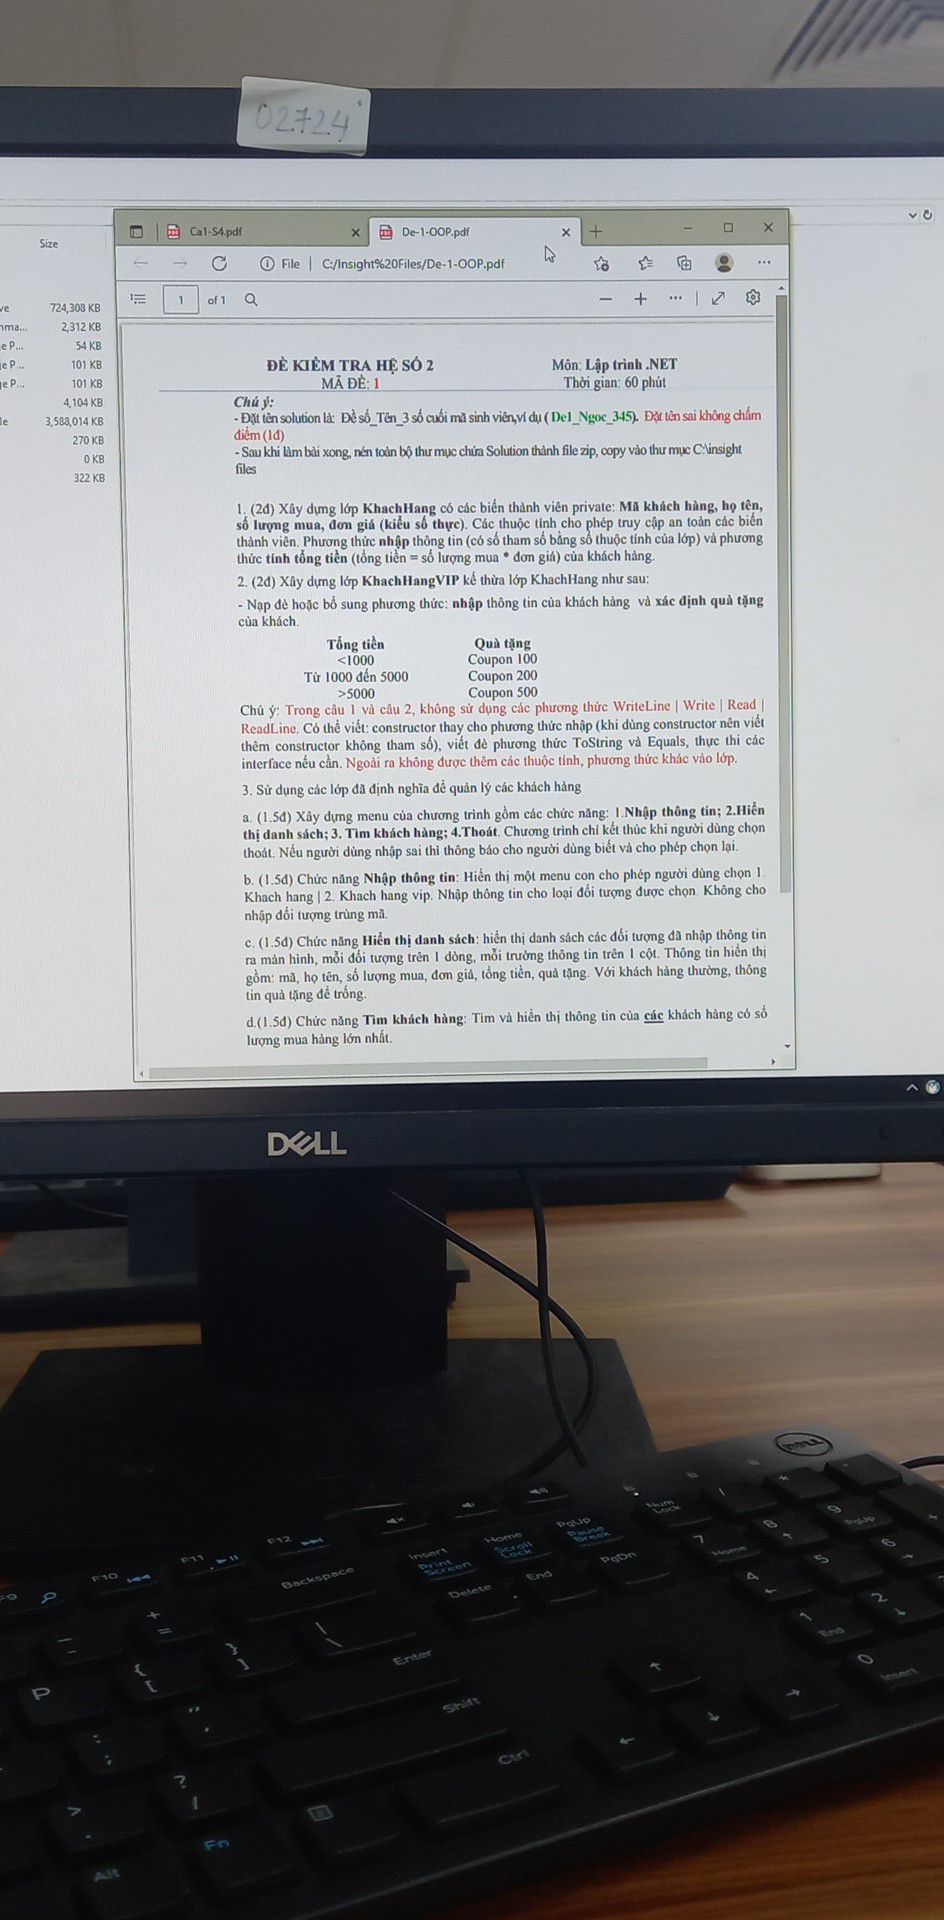 02724
Ca1-S4.pdf
De-1-OOP.pdf
File | C:/Insight%20Files/De-1-OOP.pdf
1 of 1
Size
724,308 KB
2,312 KB
54 KB
101 KB
101 KB
4,104 KB
3,588,014 KB
270 KB
0 KB
322 KB
ĐỀ KIỂM TRA HỆ SỐ 2 Môn: Lập trình .NET
MÃ ĐỀ: 1 Thời gian: 60 phút
Chú ý:
- Đặt tên solution là: Đề số_Tên_3 số cuối mã sinh viên,ví dụ ( De1_Ngoc_345). Đặt tên sai không chấm
điểm (1đ)
- Sau khi làm bài xong, nén toàn bộ thư mục chứa Solution thành file zip, copy vào thư mục C:\insight
files
1. (2đ) Xây dựng lớp KhachHang có các biến thành viên private: Mã khách hàng, họ tên,
số lượng mua, đơn giá (kiểu số thực). Các thuộc tính cho phép truy cập an toàn các biến
thành viên. Phương thức nhập thông tin (có số tham số bằng số thuộc tính của lớp) và phương
thức tính tổng tiền (tổng tiền = số lượng mua * đơn giá) của khách hàng.
2. (2đ) Xây dựng lớp KhachHangVIP kế thừa lớp KhachHang như sau:
- Nạp đè hoặc bổ sung phương thức: nhập thông tin của khách hàng và xác định quà tặng
của khách.
Tổng tiền Quà tặng
<1000 Coupon 100
Từ 1000 đến 5000 Coupon 200
>5000 Coupon 500
Chú ý: Trong câu 1 và câu 2, không sử dụng các phương thức WriteLine | Write | Read |
ReadLine. Có thể viết: constructor thay cho phương thức nhập (khi dùng constructor nên viết
thêm constructor không tham số), viết đè phương thức ToString và Equals, thực thi các
interface nếu cần. Ngoài ra không được thêm các thuộc tính, phương thức khác vào lớp.
3. Sử dụng các lớp đã định nghĩa để quản lý các khách hàng
a. (1.5đ) Xây dựng menu của chương trình gồm các chức năng: 1.Nhập thông tin; 2.Hiển
thị danh sách; 3. Tìm khách hàng; 4.Thoát. Chương trình chỉ kết thúc khi người dùng chọn
thoát. Nếu người dùng nhập sai thì thông báo cho người dùng biết và cho phép chọn lại.
b. (1.5đ) Chức năng Nhập thông tin: Hiển thị một menu con cho phép người dùng chọn 1.
Khach hang | 2. Khach hang vip. Nhập thông tin cho loại đối tượng được chọn. Không cho
nhập đối tượng trùng mã.
c. (1.5đ) Chức năng Hiển thị danh sách: hiển thị danh sách các đối tượng đã nhập thông tin
ra màn hình, mỗi đối tượng trên 1 dòng, mỗi trường thông tin trên 1 cột. Thông tin hiển thị
gồm: mã, họ tên, số lượng mua, đơn giá, tổng tiền, quà tặng. Với khách hàng thường, thông
tin quà tặng để trống.
d.(1.5đ) Chức năng Tìm khách hàng: Tìm và hiển thị thông tin của các khách hàng có số
lượng mua hàng lớn nhất.
DELL
DELL
F9 F10 F11 F12
Insert
Print
Screen
Home
Scroll
Lock
PgUp
Pause
Break
Num
Lock
Backspace
Delete
End
PgDn
7
Home
8
9
PgUp
4
5
6
Enter
1
End
2
0
Insert
P
Shift
Ctrl
Fn
Alt